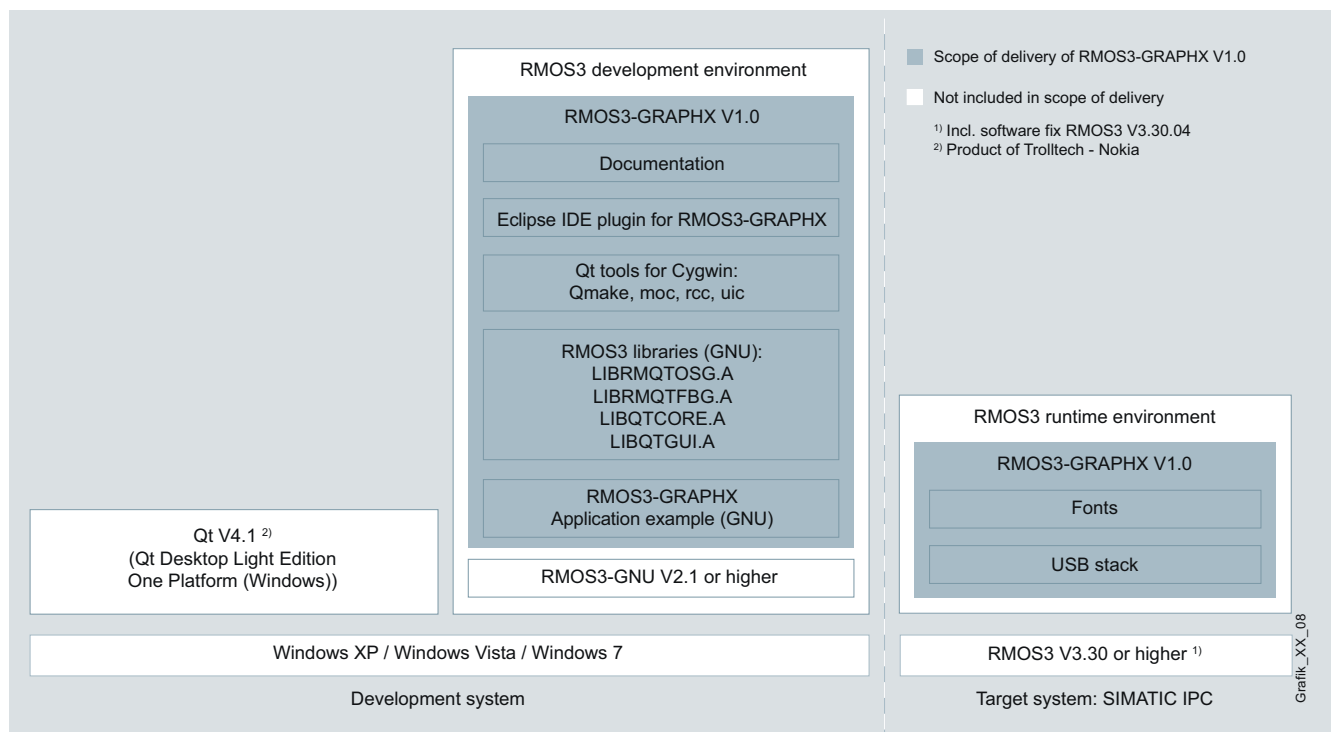 RMOS3 development environment
RMOS3-GRAPHX V1.0
Documentation
Eclipse IDE plugin for RMOS3-GRAPHX
Qt tools for Cygwin:
Qmake, moc, rcc, uic
RMOS3 libraries (GNU):
LIBRMQTOSG.A
LIBRMQTFBG.A
LIBQTCORE.A
LIBQTGUI.A
RMOS3-GRAPHX
Application example (GNU)
RMOS3-GNU V2.1 or higher
Qt V4.1 2)
(Qt Desktop Light Edition
One Platform (Windows))
Windows XP / Windows Vista / Windows 7
Development system
Scope of delivery of RMOS3-GRAPHX V1.0
Not included in scope of delivery
1) Incl. software fix RMOS3 V3.30.04
2) Product of Trolltech - Nokia
RMOS3 runtime environment
RMOS3-GRAPHX V1.0
Fonts
USB stack
RMOS3 V3.30 or higher 1)
Target system: SIMATIC IPC
Grafik_XX_08